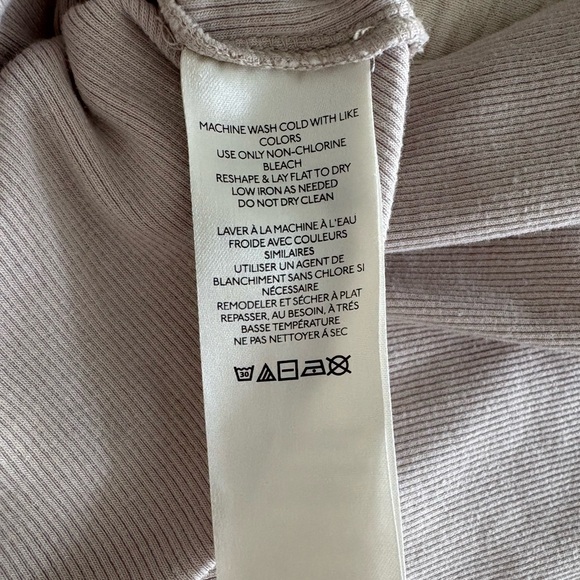 MACHINE WASH COLD WITH LIKE
COLORS
USE ONLY NON-CHLORINE
BLEACH
RESHAPE & LAY FLAT TO DRY
LOW IRON AS NEEDED
DO NOT DRY CLEAN
LAVER À LA MACHINE À L'EAU
FROIDE AVEC COULEURS
SIMILAIRES
UTILISER UN AGENT DE
BLANCHIMENT SANS CHLORE SI
NÉCESSAIRE
REMODELER ET SÉCHER À PLAT
REPASSER, AU BESOIN, À TRÉS
BASSE TEMPÉRATURE
NE PAS NETTOYER Á SEC
30